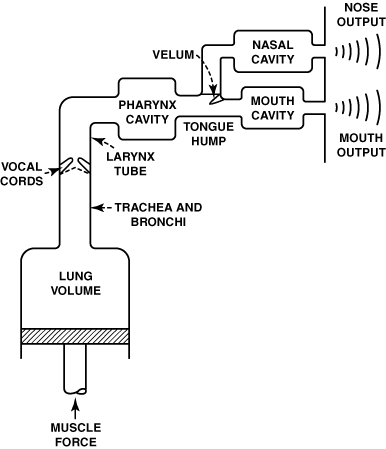 NOSE
OUTPUT
VELUM
NASAL
CAVITY
PHARYNX
CAVITY
MOUTH
CAVITY
TONGUE
HUMP
MOUTH
OUTPUT
VOCAL
CORDS
LARYNX
TUBE
TRACHEA AND
BRONCHI
LUNG
VOLUME
MUSCLE
FORCE